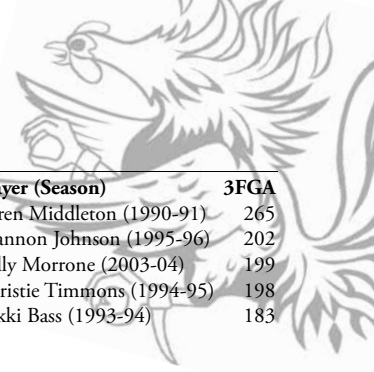 ayer (Season) 3FGA
ren Middleton (1990-91) 265
annon Johnson (1995-96) 202
lly Morrone (2003-04) 199
ristie Timmons (1994-95) 198
kki Bass (1993-94) 183